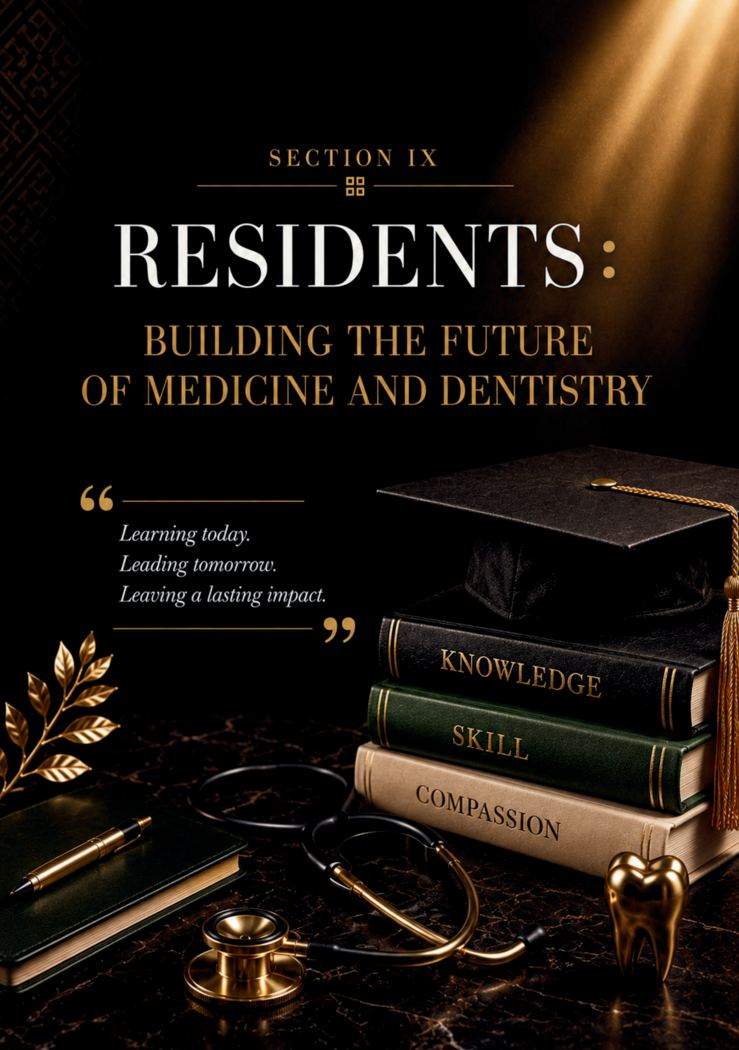 SECTION IX
RESIDENTS:
BUILDING THE FUTURE
OF MEDICINE AND DENTISTRY
“
Learning today.
Leading tomorrow.
Leaving a lasting impact.
”
KNOWLEDGE
SKILL
COMPASSION